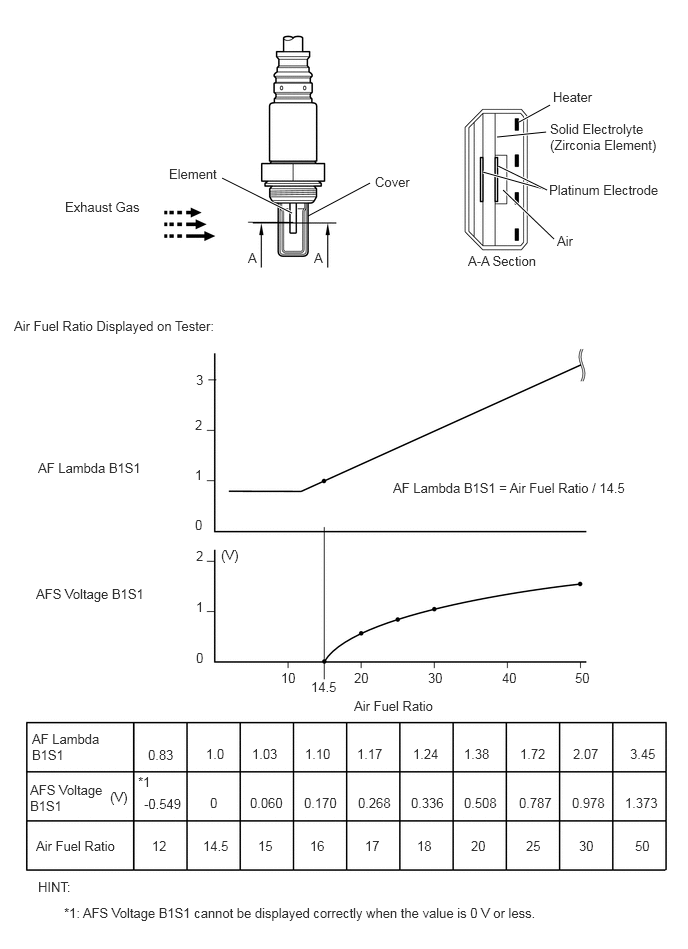 Heater
Solid Electrolyte
(Zirconia Element)
Element
Cover
Platinum Electrode
Exhaust Gas
Air
A
A
A-A Section
Air Fuel Ratio Displayed on Tester:
3
2
AF Lambda B1S1
1
AF Lambda B1S1 = Air Fuel Ratio / 14.5
0
2 (V)
AFS Voltage B1S1
1
0
10 14.5 20 30 40 50
Air Fuel Ratio
AF Lambda
B1S1 0.83 1.0 1.03 1.10 1.17 1.24 1.38 1.72 2.07 3.45
*1
AFS Voltage (V)
B1S1 -0.549 0 0.060 0.170 0.268 0.336 0.508 0.787 0.978 1.373
Air Fuel Ratio 12 14.5 15 16 17 18 20 25 30 50
HINT:
*1: AFS Voltage B1S1 cannot be displayed correctly when the value is 0 V or less.